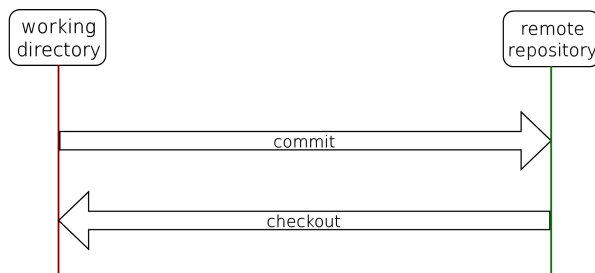 working
directory
remote
repository
commit
checkout